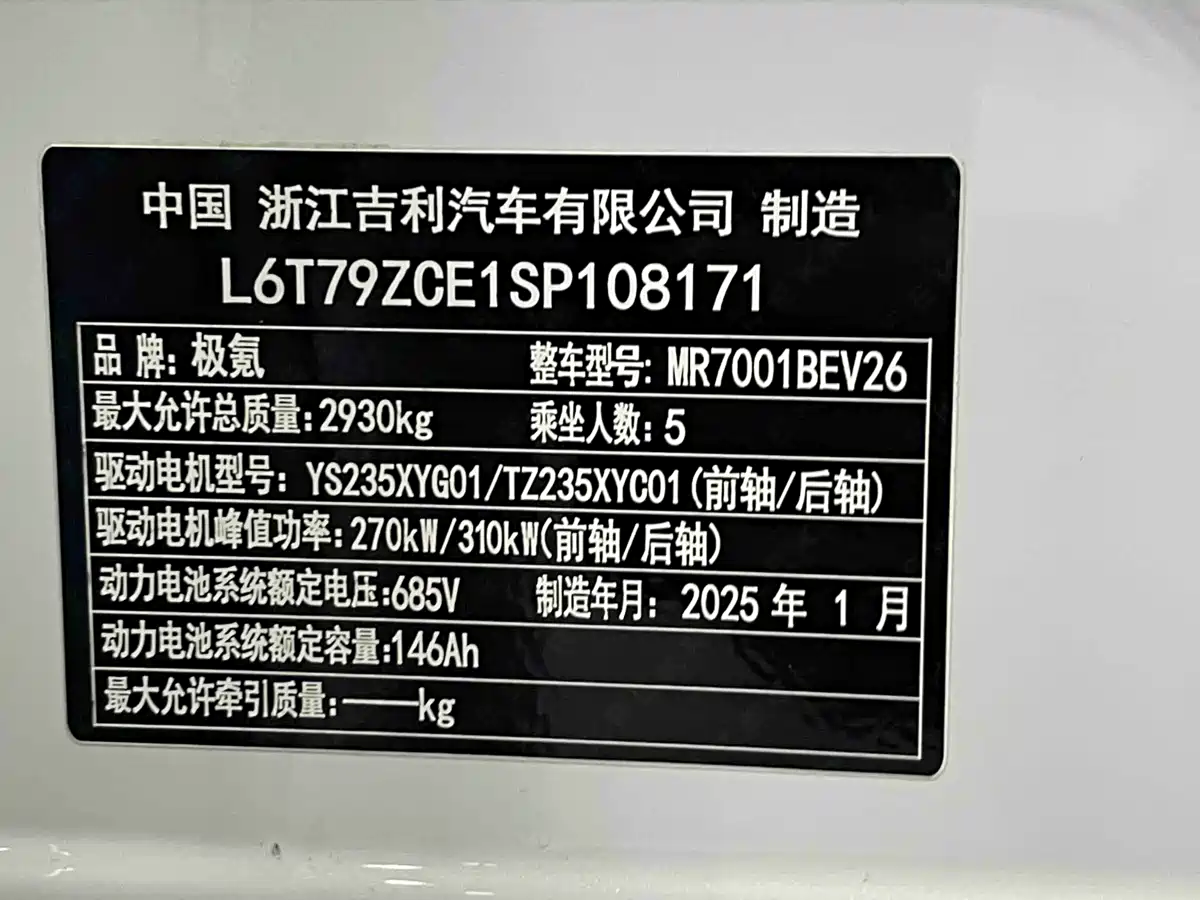 中国 浙江吉利汽车有限公司 制造
L6T79ZCE1SP108171
品 牌: 极氪 整车型号: MR7001BEV26
最大允许总质量:2930kg 乘坐人数: 5
驱动电机型号: YS235XYG01/TZ235XYC01(前轴/后轴)
驱动电机峰值功率:270kW/310kW(前轴/后轴)
动力电池系统额定电压:685V 制造年月: 2025 年 1 月
动力电池系统额定容量:146Ah
最大允许牵引质量:——kg